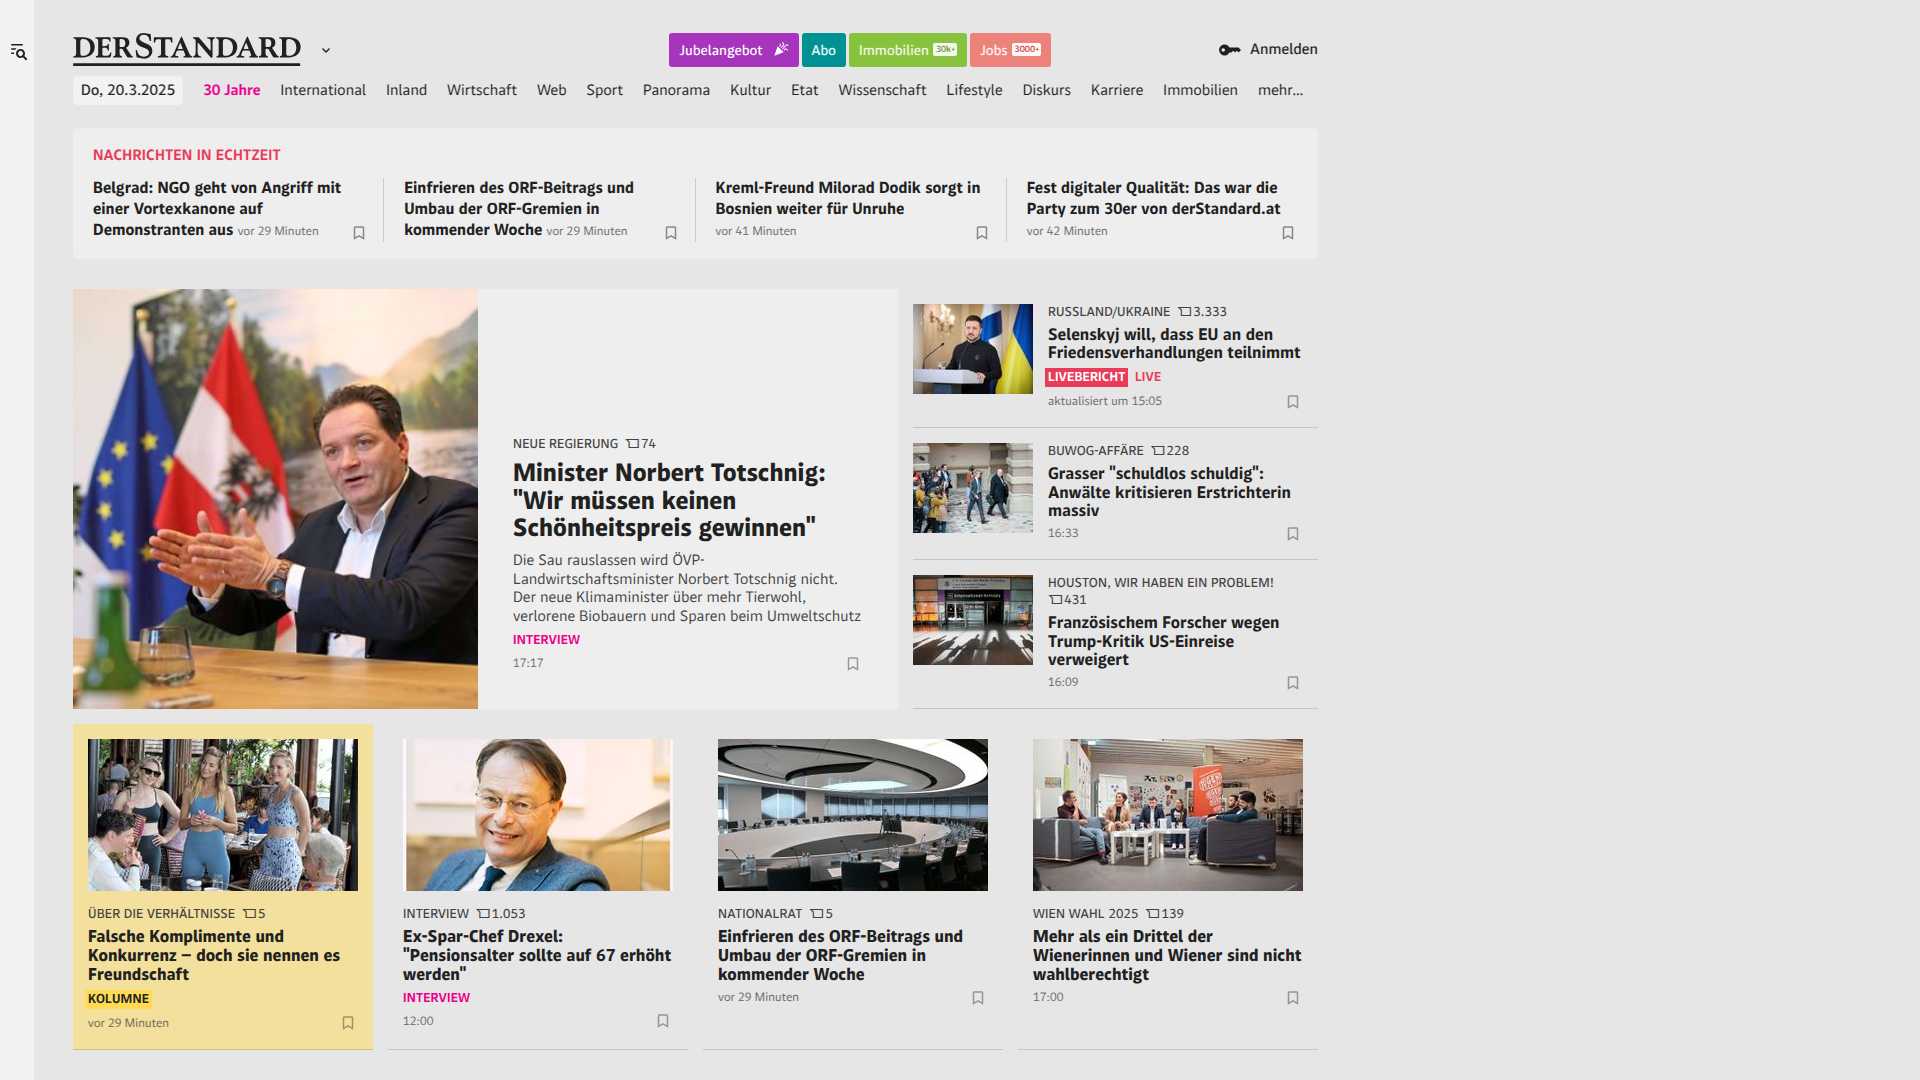 DERSTANDARD
Jubelangebot
Abo
Immobilien 30k+
Jobs 3000+
Anmelden
Do, 20.3.2025
30 Jahre
International
Inland
Wirtschaft
Web
Sport
Panorama
Kultur
Etat
Wissenschaft
Lifestyle
Diskurs
Karriere
Immobilien
mehr...
NACHRICHTEN IN ECHTZEIT
Belgrad: NGO geht von Angriff mit
einer Vortexkanone auf
Demonstranten aus vor 29 Minuten
Einfrieren des ORF-Beitrags und
Umbau der ORF-Gremien in
kommender Woche vor 29 Minuten
Kreml-Freund Milorad Dodik sorgt in
Bosnien weiter für Unruhe
vor 41 Minuten
Fest digitaler Qualität: Das war die
Party zum 30er von derStandard.at
vor 42 Minuten
NEUE REGIERUNG 74
Minister Norbert Totschnig:
"Wir müssen keinen
Schönheitspreis gewinnen"
Die Sau rauslassen wird ÖVP-
Landwirtschaftsminister Norbert Totschnig nicht.
Der neue Klimaminister über mehr Tierwohl,
verlorene Biobauern und Sparen beim Umweltschutz
INTERVIEW
17:17
RUSSLAND/UKRAINE 3.333
Selenskyj will, dass EU an den
Friedensverhandlungen teilnimmt
LIVEBERICHT LIVE
aktualisiert um 15:05
BUWOG-AFFÄRE 228
Grasser "schuldlos schuldig":
Anwälte kritisieren Erstrichterin
massiv
16:33
HOUSTON, WIR HABEN EIN PROBLEM!
431
Französischem Forscher wegen
Trump-Kritik US-Einreise
verweigert
16:09
ÜBER DIE VERHÄLTNISSE 5
Falsche Komplimente und
Konkurrenz – doch sie nennen es
Freundschaft
KOLUMNE
vor 29 Minuten
INTERVIEW 1.053
Ex-Spar-Chef Drexel:
"Pensionsalter sollte auf 67 erhöht
werden"
INTERVIEW
12:00
NATIONALRAT 5
Einfrieren des ORF-Beitrags und
Umbau der ORF-Gremien in
kommender Woche
vor 29 Minuten
WIEN WAHL 2025 139
Mehr als ein Drittel der
Wienerinnen und Wiener sind nicht
wahlberechtigt
17:00